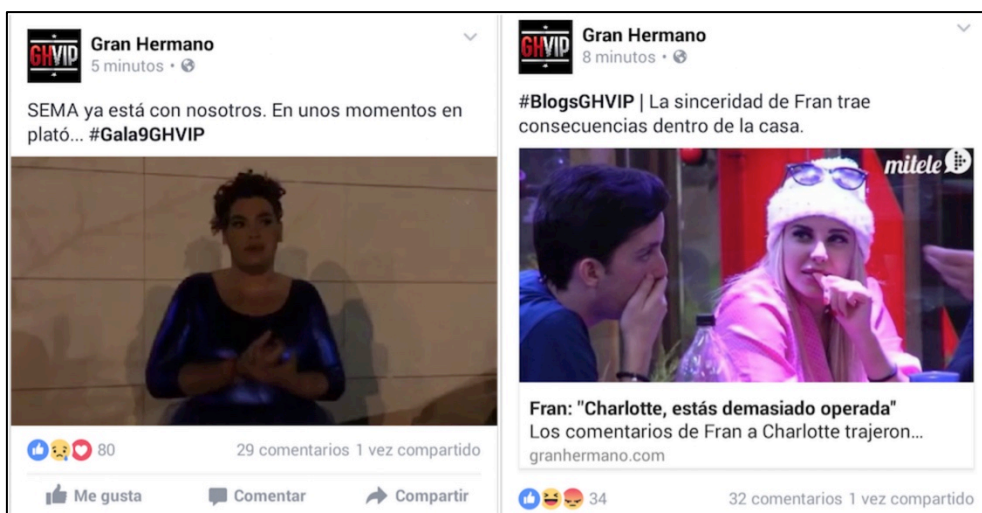 GHVIP
Gran Hermano
5 minutos •
SEMA ya está con nosotros. En unos momentos en
plató... #Gala9GHVIP
80
29 comentarios 1 vez compartido
Me gusta
Comentar
Compartir
GHVIP
Gran Hermano
8 minutos •
#BlogsGHVIP | La sinceridad de Fran trae
consecuencias dentro de la casa.
mitele
Fran: "Charlotte, estás demasiado operada"
Los comentarios de Fran a Charlotte trajeron...
granhermano.com
34
32 comentarios 1 vez compartido